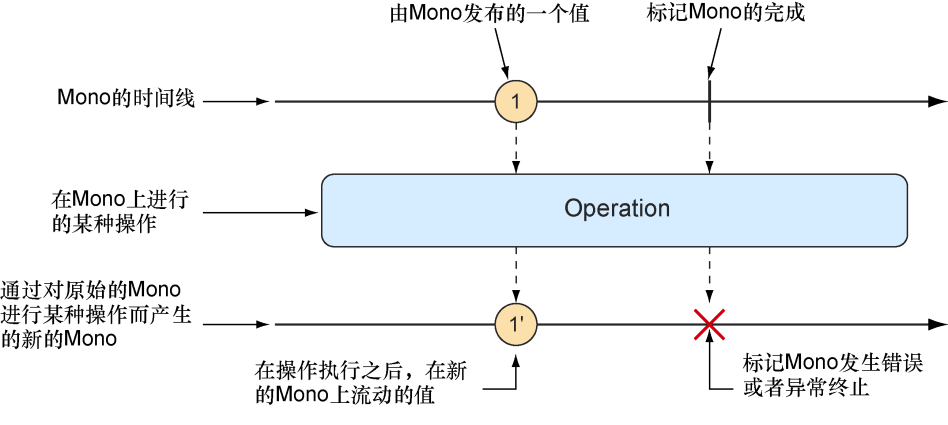 由Mono发布的一个值
标记Mono的完成
Mono的时间线
1
在Mono上进行
的某种操作
Operation
通过对原始的Mono
进行某种操作而产生
的新的Mono
1'
在操作执行之后，在新
的Mono上流动的值
标记Mono发生错误
或者异常终止